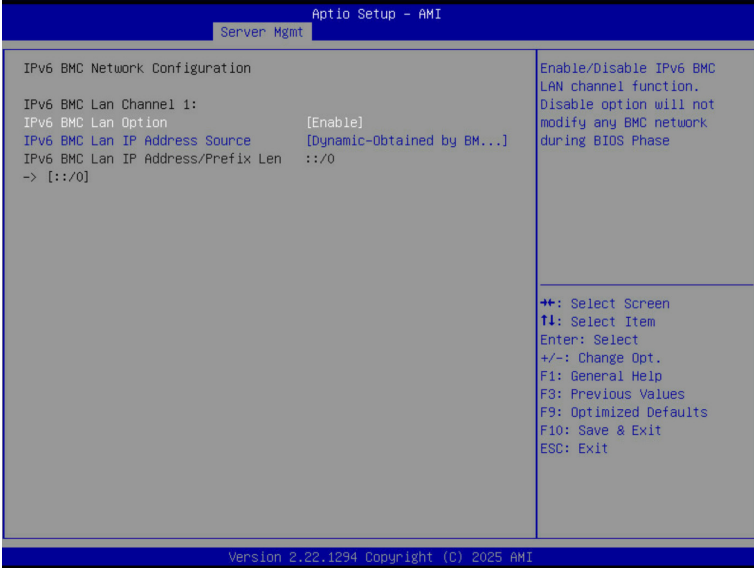 Aptio Setup – AMI
Server Mgmt
IPv6 BMC Network Configuration
IPv6 BMC Lan Channel 1:
IPv6 BMC Lan Option [Enable]
IPv6 BMC Lan IP Address Source [Dynamic-Obtained by BM...]
IPv6 BMC Lan IP Address/Prefix Len ::/0
-> [::/0]
Enable/Disable IPv6 BMC
LAN channel function.
Disable option will not
modify any BMC network
during BIOS Phase
→←: Select Screen
↑↓: Select Item
Enter: Select
+/-: Change Opt.
F1: General Help
F3: Previous Values
F9: Optimized Defaults
F10: Save & Exit
ESC: Exit
Version 2.22.1294 Copyright (C) 2025 AMI